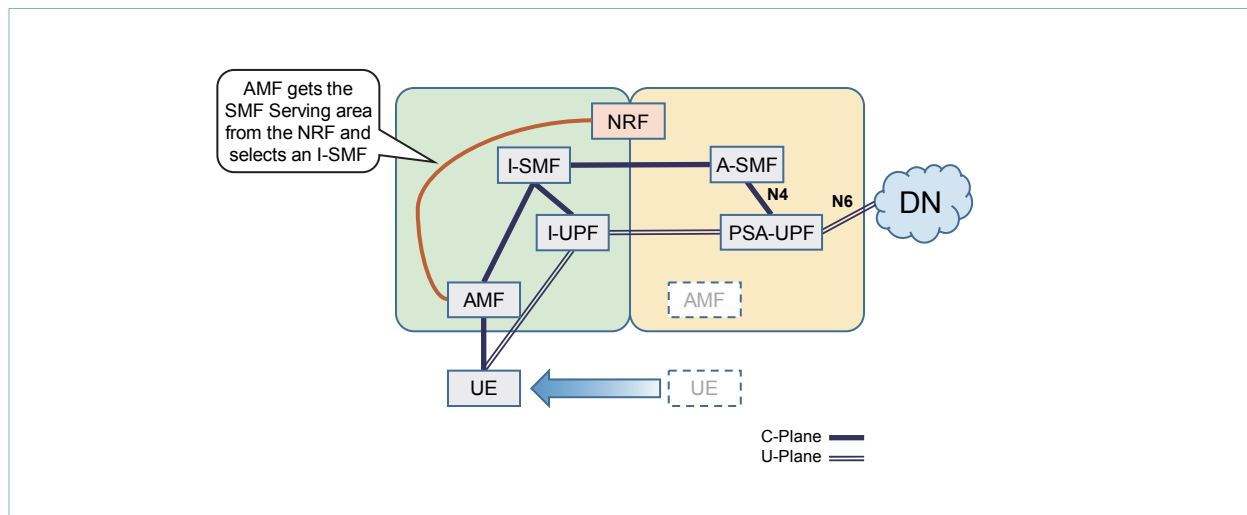 AMF gets the
SMF Serving area
from the NRF and
selects an I-SMF
NRF
I-SMF
A-SMF
N4
N6
DN
I-UPF
PSA-UPF
AMF
AMF
UE
UE
C-Plane
U-Plane